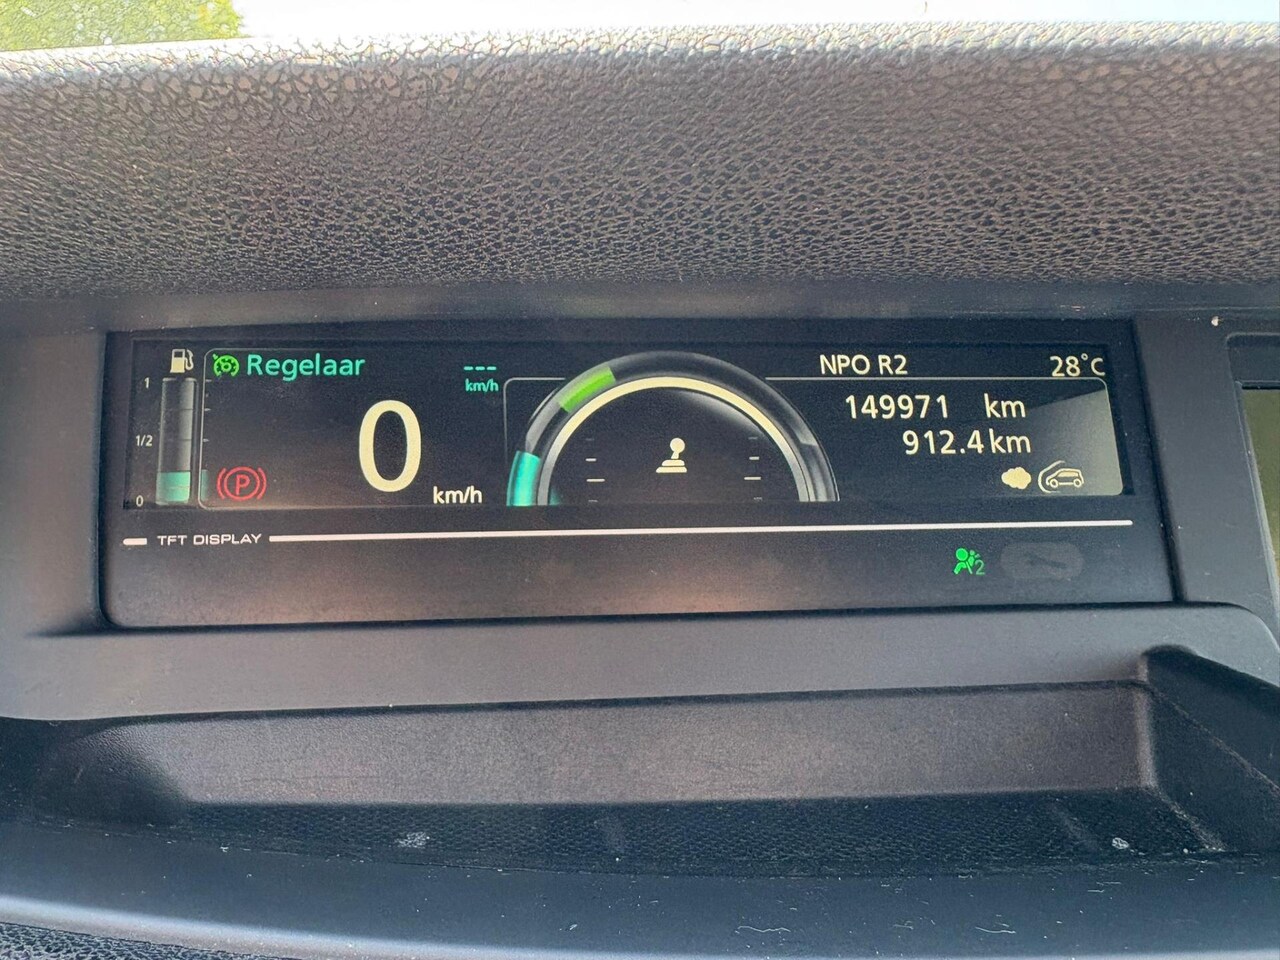 Regelaar
---
km/h
NPO R2
28°C
1
1/2
0
0
km/h
149971 km
912.4 km
P
TFT DISPLAY
2